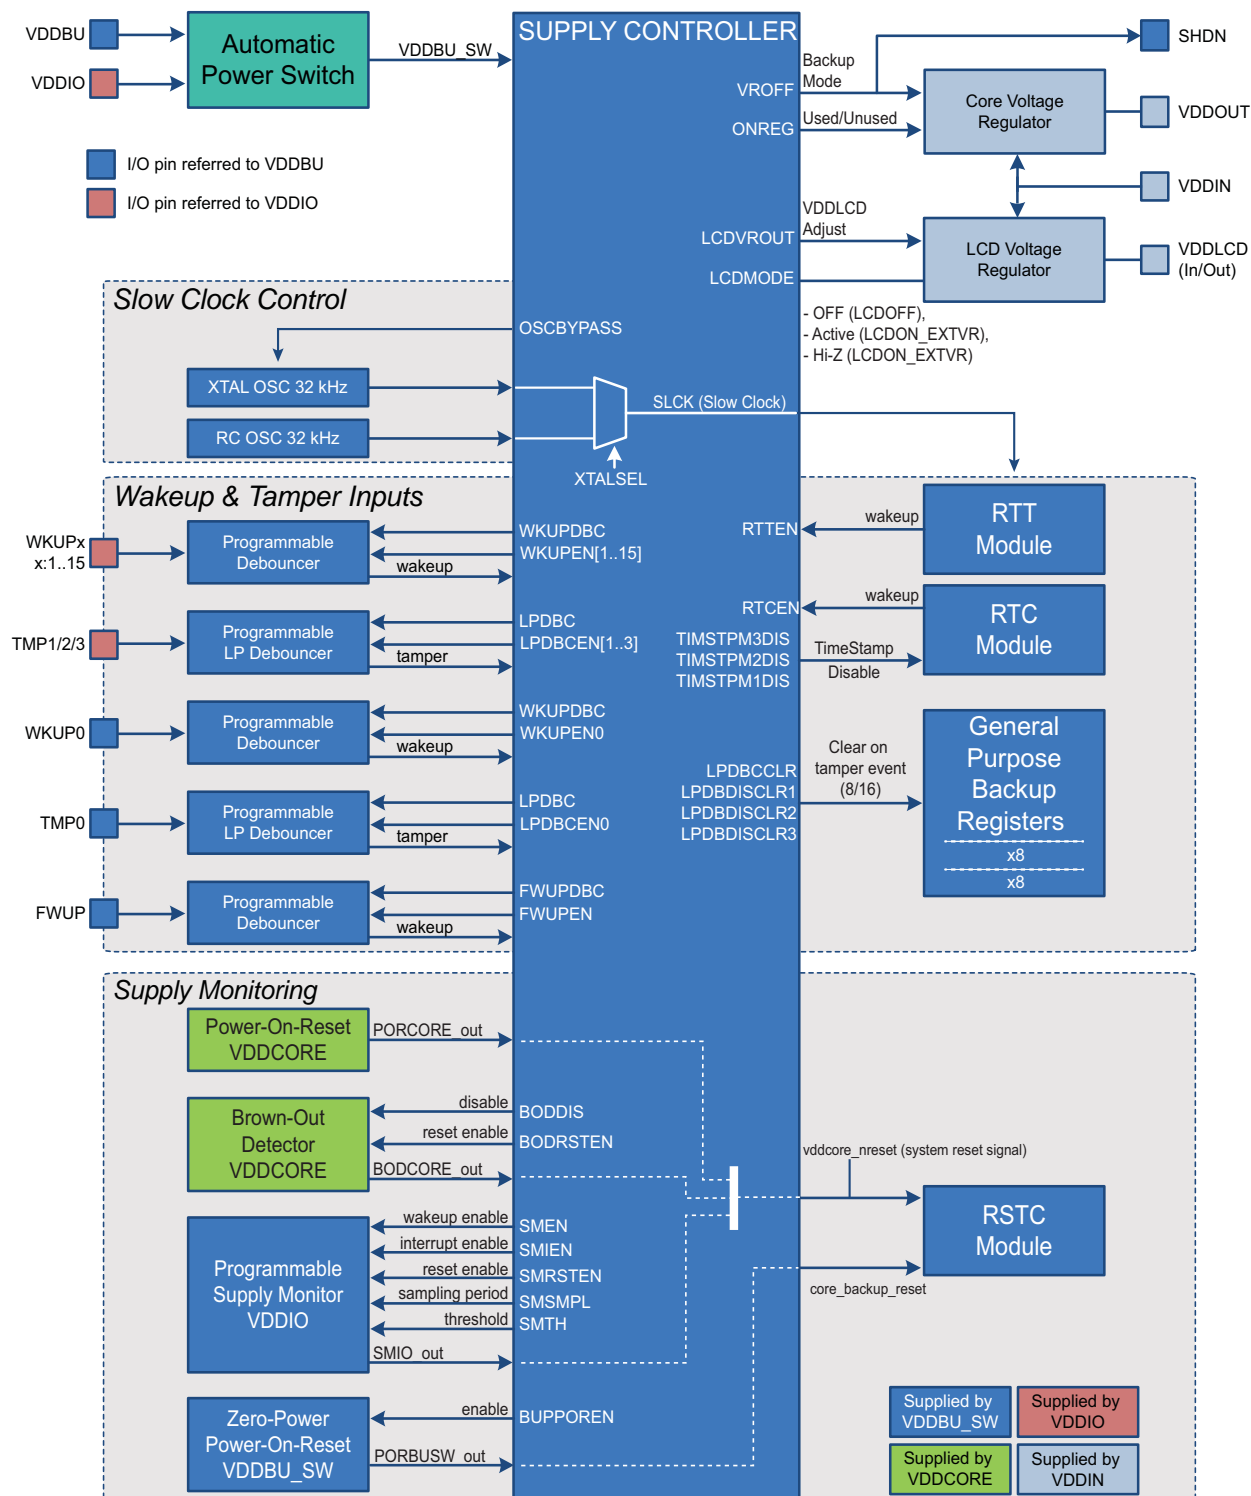 VDDBU
VDDIO
Automatic
Power Switch
VDDBU_SW
I/O pin referred to VDDBU
I/O pin referred to VDDIO
SUPPLY CONTROLLER
Backup
Mode
VROFF
Used/Unused
ONREG
SHDN
Core Voltage
Regulator
VDDOUT
VDDIN
VDDLCD
Adjust
LCDVROUT
LCDMODE
LCD Voltage
Regulator
VDDLCD
(In/Out)
- OFF (LCDOFF),
- Active (LCDON_EXTVR),
- Hi-Z (LCDON_EXTVR)
Slow Clock Control
OSCBYPASS
XTAL OSC 32 kHz
RC OSC 32 kHz
SLCK (Slow Clock)
XTALSEL
Wakeup & Tamper Inputs
WKUPx
x:1..15
Programmable
Debouncer
WKUPDBC
WKUPEN[1..15]
wakeup
TMP1/2/3
Programmable
LP Debouncer
LPDBC
LPDBCEN[1..3]
tamper
WKUP0
Programmable
Debouncer
WKUPDBC
WKUPEN0
wakeup
TMP0
Programmable
LP Debouncer
LPDBC
LPDBCEN0
tamper
FWUP
Programmable
Debouncer
FWUPDBC
FWUPEN
wakeup
RTTEN
wakeup
RTT
Module
RTCEN
wakeup
RTC
Module
TIMSTPM3DIS
TIMSTPM2DIS
TIMSTPM1DIS
TimeStamp
Disable
LPDBCCLR
LPDBDISCLR1
LPDBDISCLR2
LPDBDISCLR3
Clear on
tamper event
(8/16)
General
Purpose
Backup
Registers
x8
x8
Supply Monitoring
Power-On-Reset
VDDCORE
PORCORE_out
Brown-Out
Detector
VDDCORE
disable
BODDIS
reset enable
BODRSTEN
BODCORE_out
Programmable
Supply Monitor
VDDIO
wakeup enable
SMEN
interrupt enable
SMIEN
reset enable
SMRSTEN
sampling period
SMSMPL
threshold
SMTH
SMIO_out
Zero-Power
Power-On-Reset
VDDBU_SW
enable
BUPPOREN
PORBUSW_out
vddcore_nreset (system reset signal)
RSTC
Module
core_backup_reset
Supplied by
VDDBU_SW
Supplied by
VDDIO
Supplied by
VDDCORE
Supplied by
VDDIN